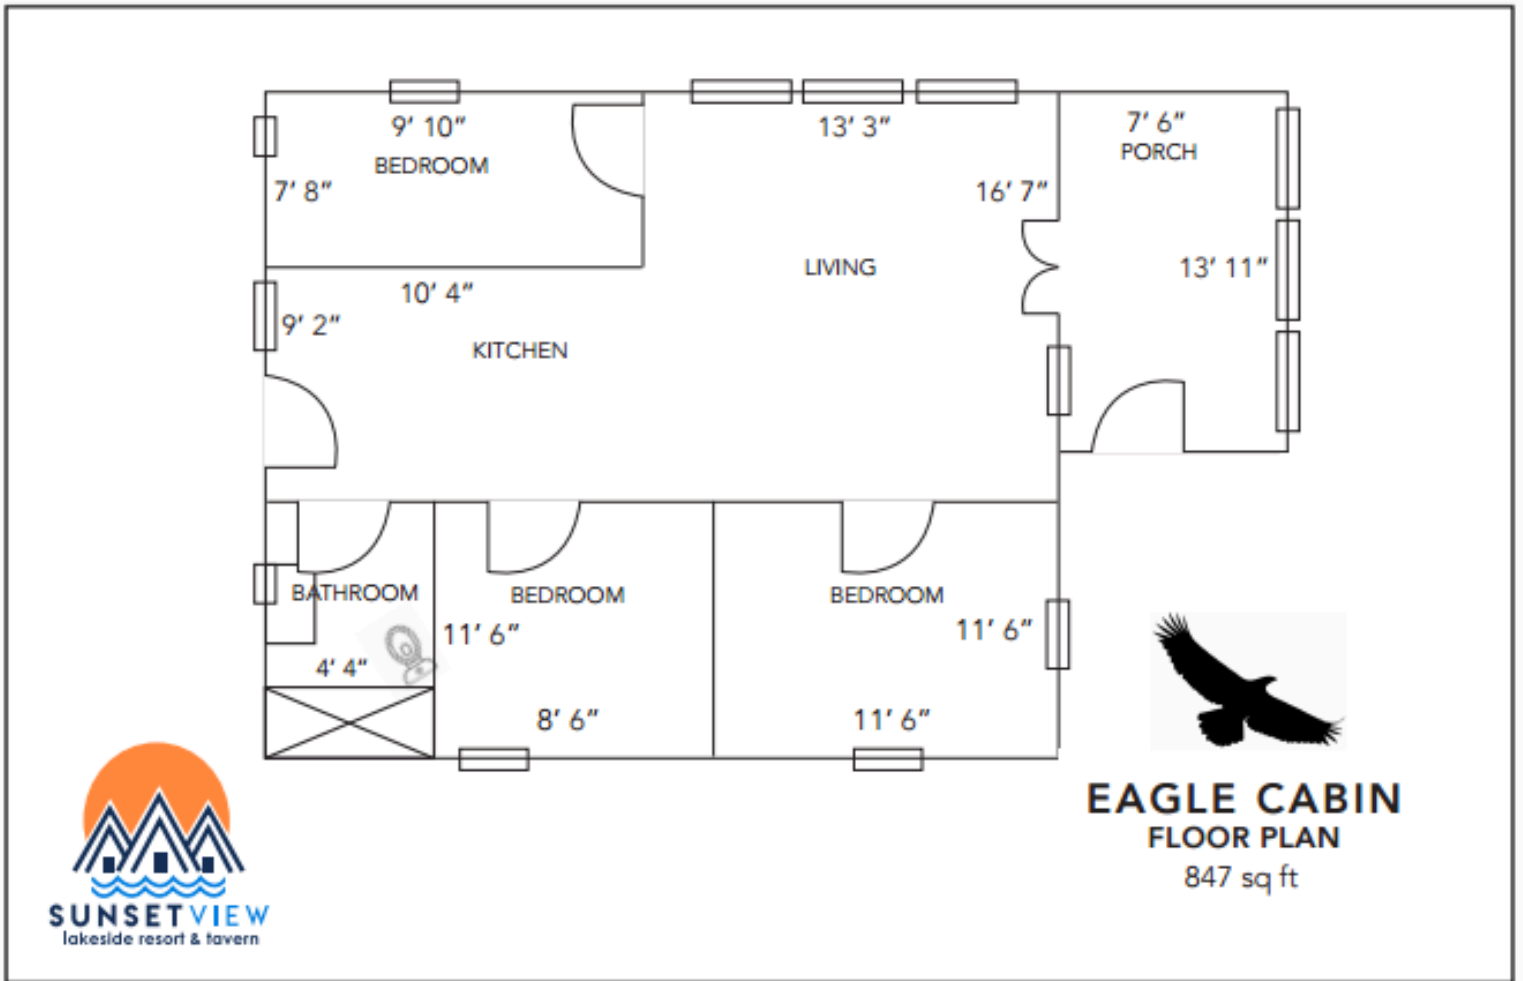 9’ 10”
BEDROOM
7’ 8”
13’ 3”
16’ 7”
LIVING
7’ 6”
PORCH
13’ 11”
10’ 4”
9’ 2”
KITCHEN
BATHROOM
4’ 4”
BEDROOM
11’ 6”
8’ 6”
BEDROOM
11’ 6”
11’ 6”
EAGLE CABIN
FLOOR PLAN
847 sq ft
SUNSETVIEW
lakeside resort & tavern